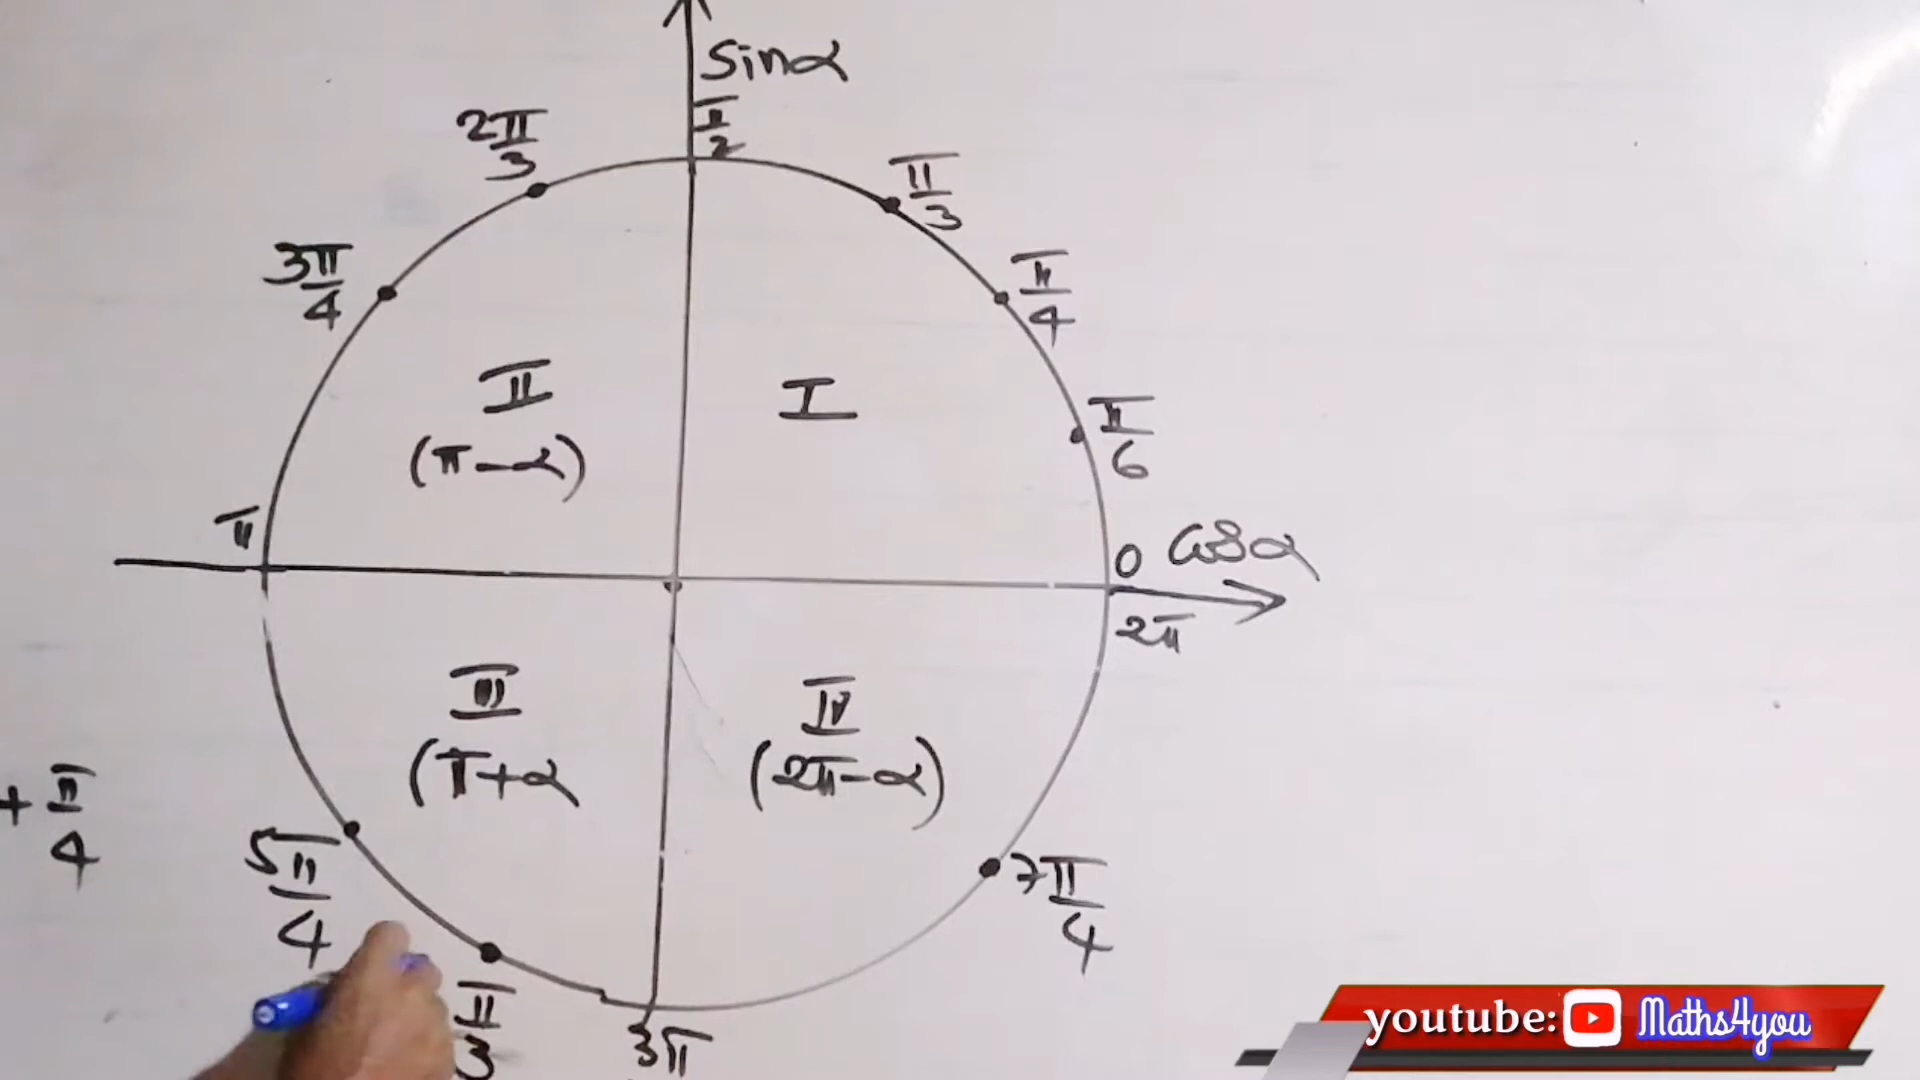 sinα
π/2
2π/3
π/3
3π/4
π/4
II
I
π/6
(π-α)
π
0 cosα
2π
III
IV
(π+α
(2π-α)
+ π/4
5π/4
7π/4
π/3
3π
youtube: Maths4you